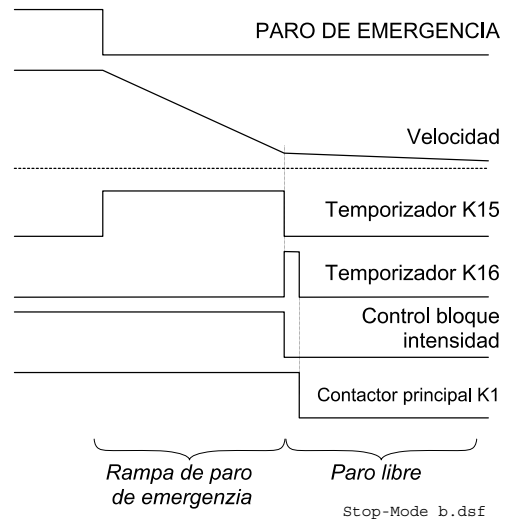 PARO DE EMERGENCIA
Velocidad
Temporizador K15
Temporizador K16
Control bloque
intensidad
Contactor principal K1
Rampa de paro
de emergenzia
Paro libre
Stop-Mode b.dsf